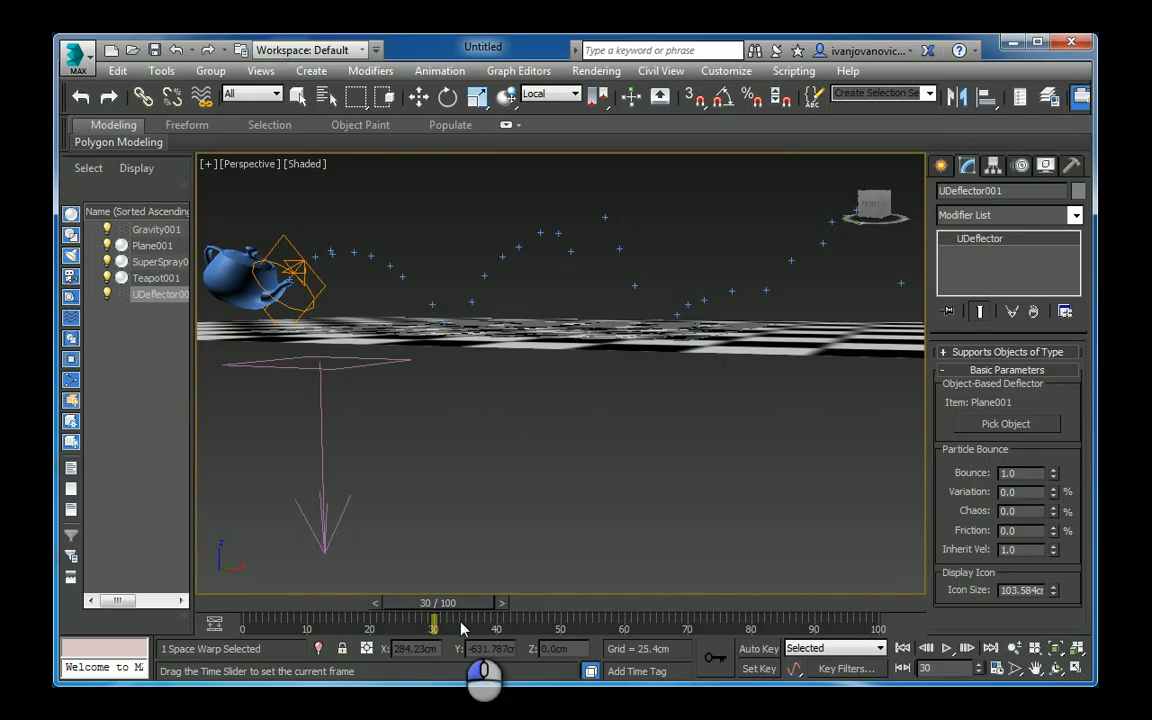 Workspace: Default
Untitled
Type a keyword or phrase
ivanjovanovic...
MAX
Edit Tools Group Views Create Modifiers Animation Graph Editors Rendering Civil View Customize Scripting Help
All
Local
Create Selection Se
Modeling Freeform Selection Object Paint Populate
Polygon Modeling
Select Display
Name (Sorted Ascending
Gravity001
Plane001
SuperSpray0
Teapot001
UDeflector00
[+] [Perspective] [Shaded]
FRONT
z
x
UDeflector001
Modifier List
UDeflector
+ Supports Objects of Type
- Basic Parameters
Object-Based Deflector
Item: Plane001
Pick Object
Particle Bounce
Bounce: 1.0
Variation: 0.0 %
Chaos: 0.0 %
Friction: 0.0 %
Inherit Vel: 1.0
Display Icon
Icon Size: 103.584cr
< 30 / 100 >
0 10 20 30 40 50 60 70 80 90 100
1 Space Warp Selected
X: 284.23cm Y: -631.787cm Z: 0.0cm
Grid = 25.4cm
Auto Key
Selected
Welcome to M
Drag the Time Slider to set the current frame
Add Time Tag
Set Key
Key Filters...
30